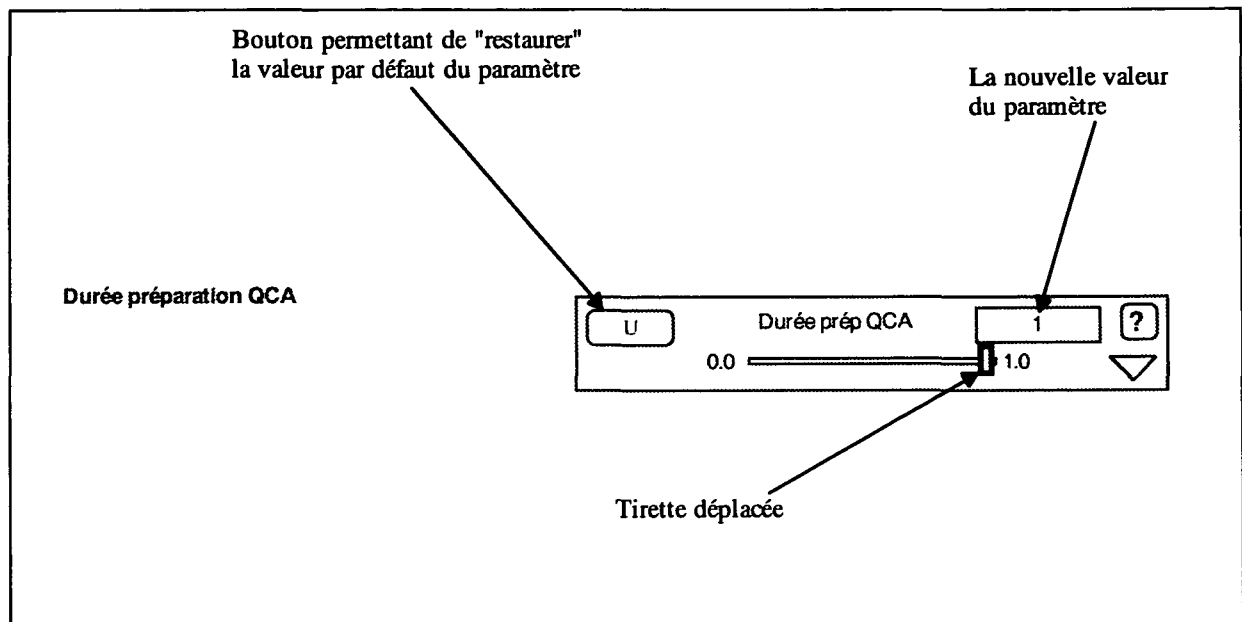 Bouton permettant de "restaurer"
la valeur par défaut du paramètre
La nouvelle valeur
du paramètre
Durée préparation QCA
U
Durée prép QCA
1
?
0.0
1.0
Tirette déplacée